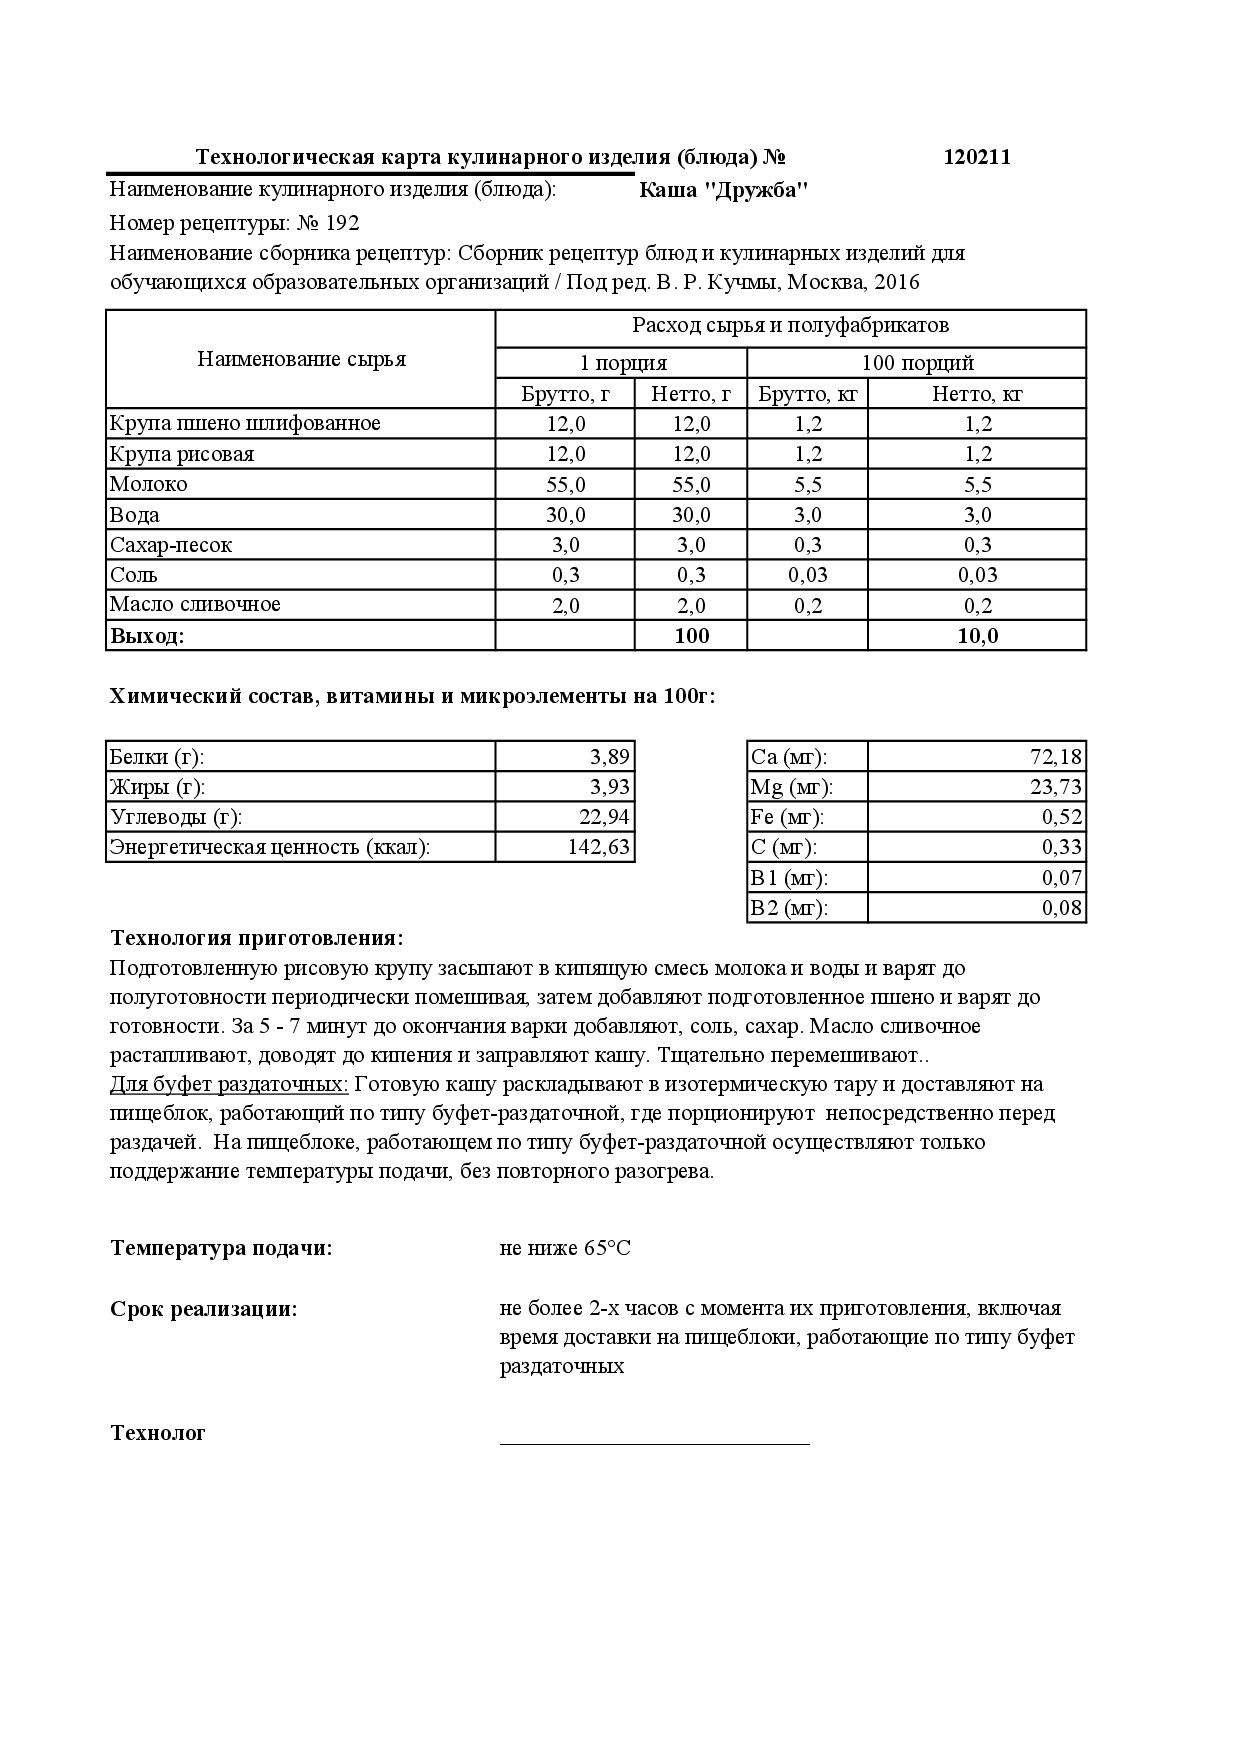 Технологическая карта кулинарного изделия (блюда) № 120211
Наименование кулинарного изделия (блюда): Каша "Дружба"
Номер рецептуры: № 192
Наименование сборника рецептур: Сборник рецептур блюд и кулинарных изделий для
обучающихся образовательных организаций / Под ред. В. Р. Кучмы, Москва, 2016
Наименование сырья Расход сырья и полуфабрикатов
1 порция 100 порций
Брутто, г Нетто, г Брутто, кг Нетто, кг
Крупа пшено шлифованное 12,0 12,0 1,2 1,2
Крупа рисовая 12,0 12,0 1,2 1,2
Молоко 55,0 55,0 5,5 5,5
Вода 30,0 30,0 3,0 3,0
Сахар-песок 3,0 3,0 0,3 0,3
Соль 0,3 0,3 0,03 0,03
Масло сливочное 2,0 2,0 0,2 0,2
Выход: 100 10,0
Химический состав, витамины и микроэлементы на 100г:
Белки (г): 3,89 Ca (мг): 72,18
Жиры (г): 3,93 Mg (мг): 23,73
Углеводы (г): 22,94 Fe (мг): 0,52
Энергетическая ценность (ккал): 142,63 C (мг): 0,33
B1 (мг): 0,07
B2 (мг): 0,08
Технология приготовления:
Подготовленную рисовую крупу засыпают в кипящую смесь молока и воды и варят до
полуготовности периодически помешивая, затем добавляют подготовленное пшено и варят до
готовности. За 5 - 7 минут до окончания варки добавляют, соль, сахар. Масло сливочное
растапливают, доводят до кипения и заправляют кашу. Тщательно перемешивают..
Для буфет раздаточных: Готовую кашу раскладывают в изотермическую тару и доставляют на
пищеблок, работающий по типу буфет-раздаточной, где порционируют  непосредственно перед
раздачей.  На пищеблоке, работающем по типу буфет-раздаточной осуществляют только
поддержание температуры подачи, без повторного разогрева.
Температура подачи: не ниже 65°С
Срок реализации: не более 2-х часов с момента их приготовления, включая
время доставки на пищеблоки, работающие по типу буфет
раздаточных
Технолог